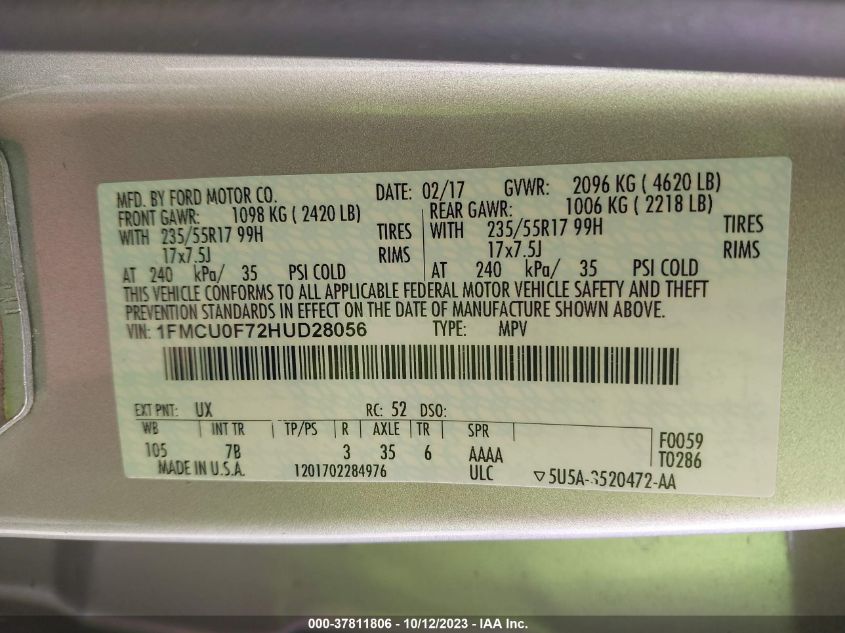 MFD. BY FORD MOTOR CO. DATE: 02/17 GVWR: 2096 KG ( 4620 LB)
FRONT GAWR: 1098 KG ( 2420 LB) REAR GAWR: 1006 KG ( 2218 LB)
WITH 235/55R17 99H TIRES WITH 235/55R17 99H TIRES
17x7.5J RIMS 17x7.5J RIMS
AT 240 kPa/ 35 PSI COLD AT 240 kPa/ 35 PSI COLD
THIS VEHICLE CONFORMS TO ALL APPLICABLE FEDERAL MOTOR VEHICLE SAFETY AND THEFT
PREVENTION STANDARDS IN EFFECT ON THE DATE OF MANUFACTURE SHOWN ABOVE.
VIN: 1FMCU0F72HUD28056 TYPE: MPV
EXT PNT: UX RC: 52 DSO:
WB INT TR TP/PS R AXLE TR SPR F0059
105 7B 3 35 6 AAAA T0286
MADE IN U.S.A. 1201702284976 ULC ▽5U5A-3520472-AA
000-37811806 - 10/12/2023 - IAA Inc.